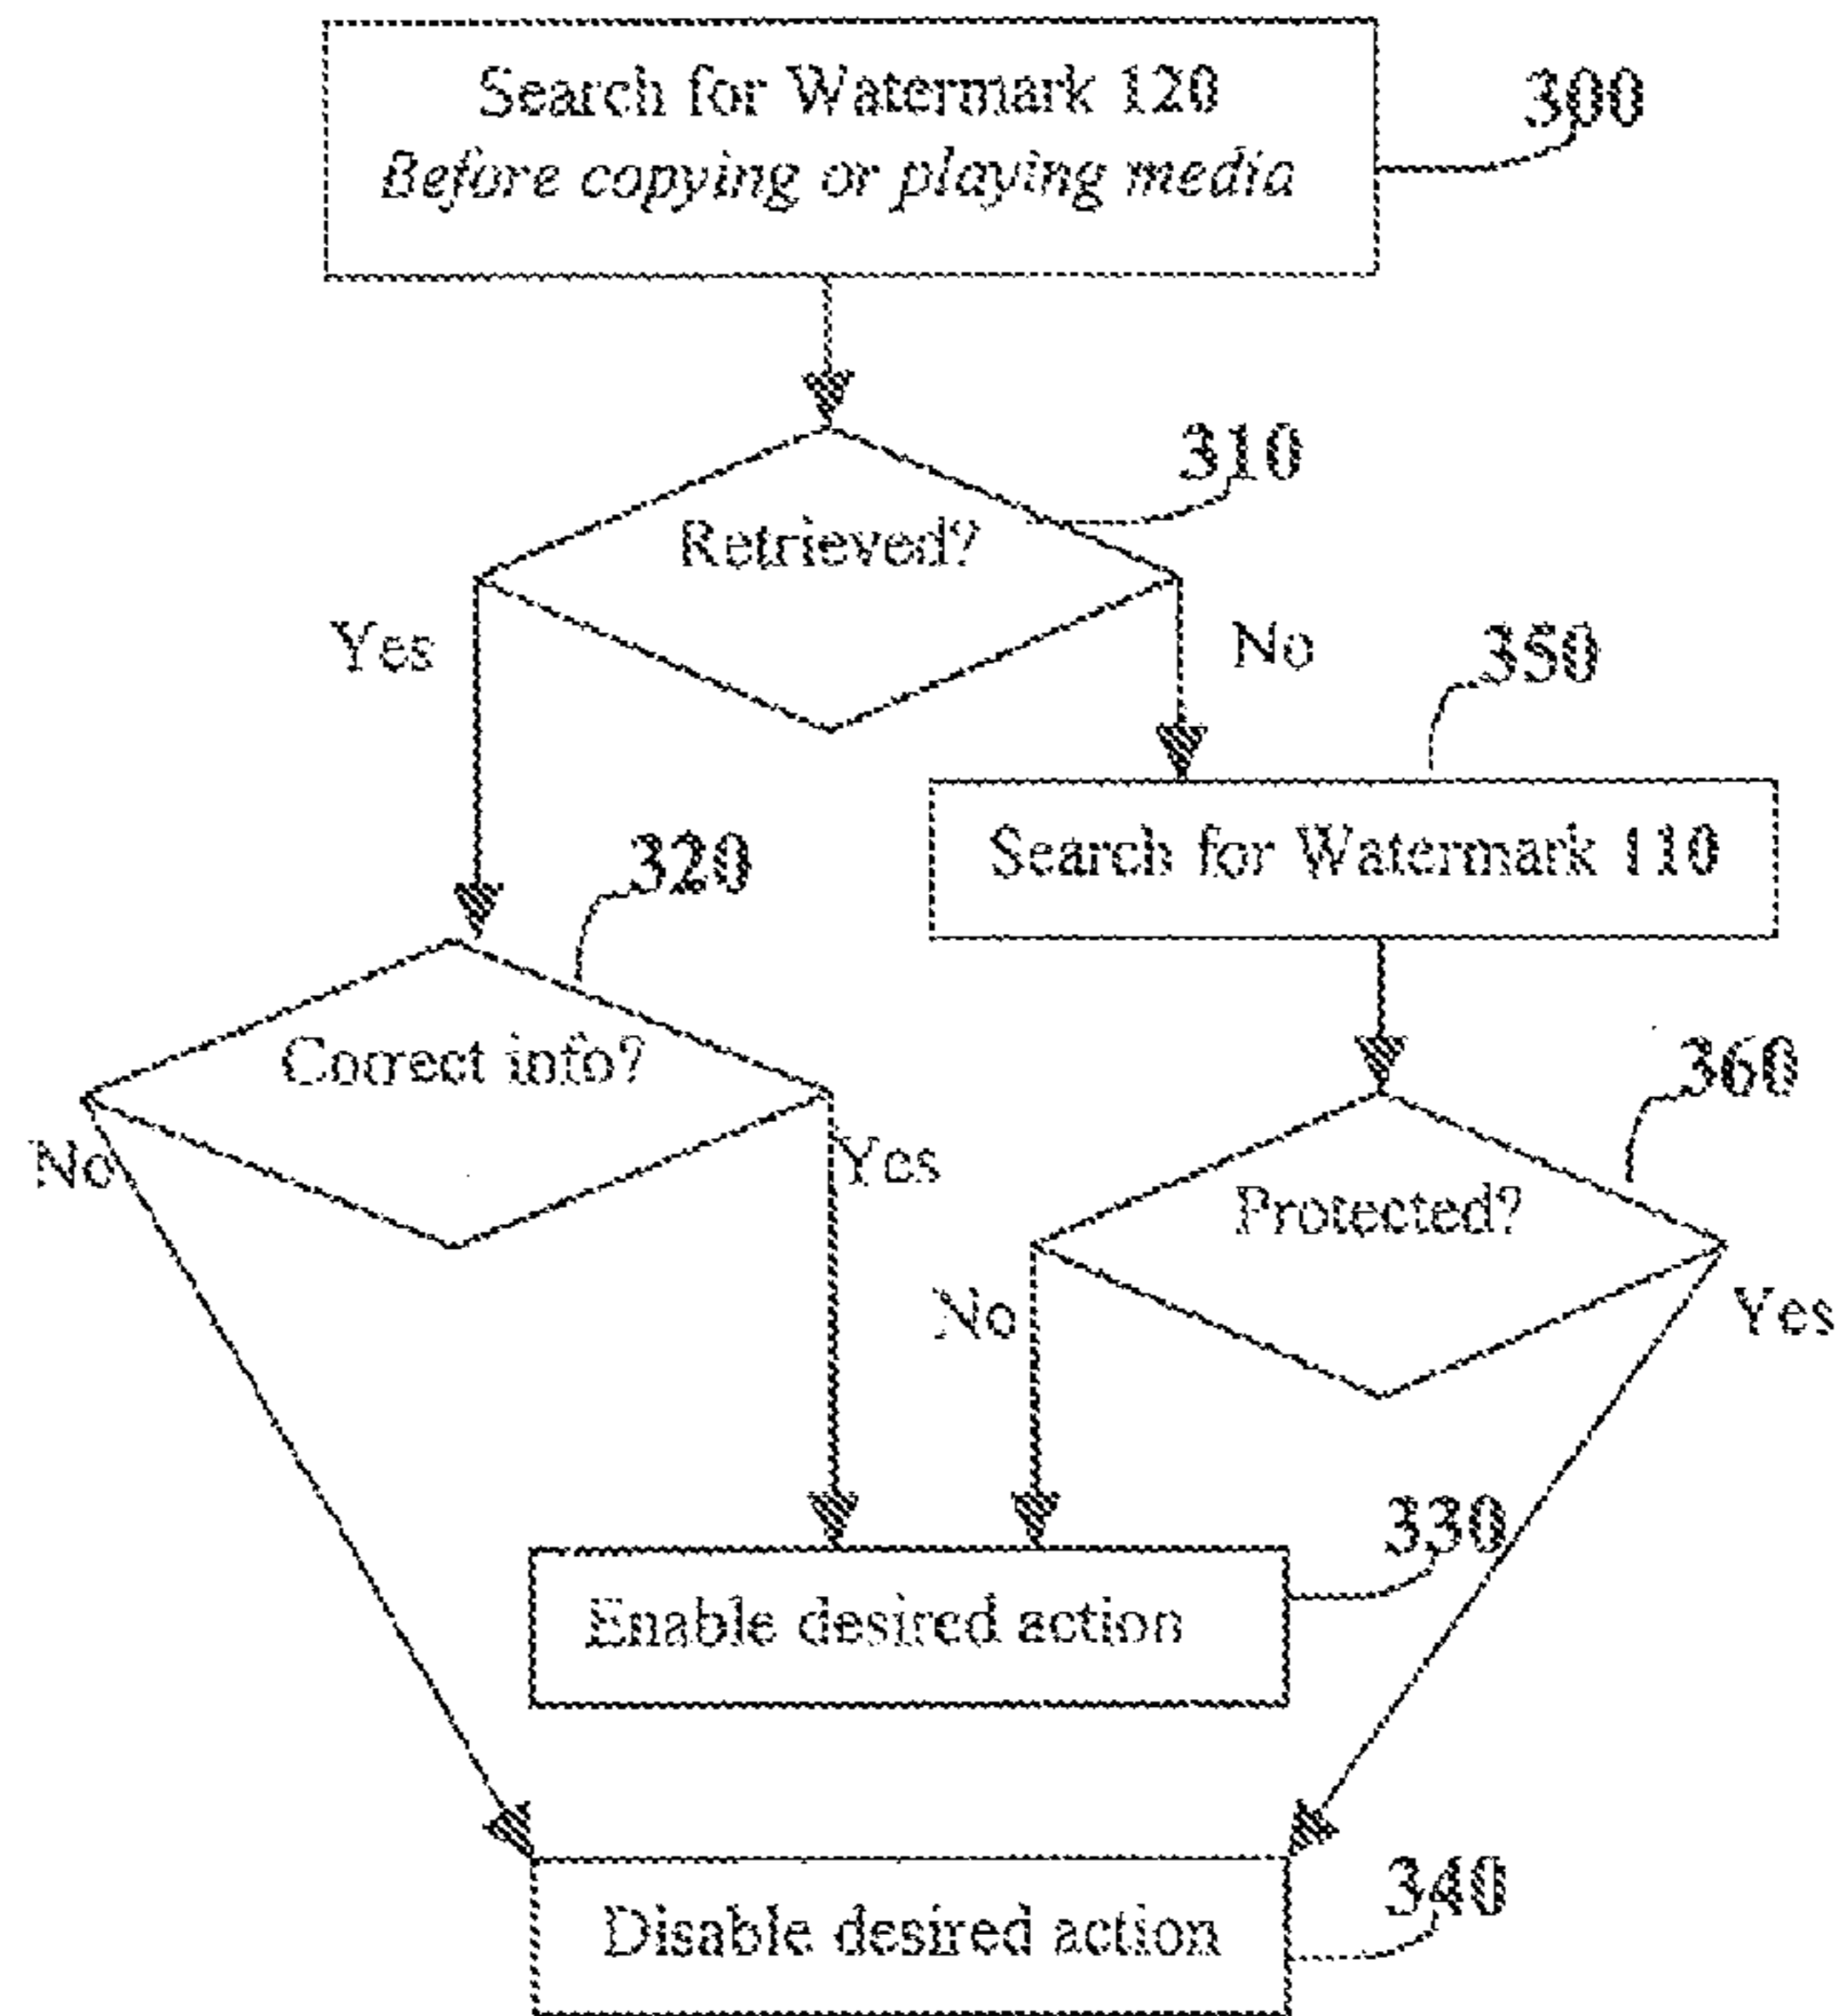 Search for Watermark 120
Before copying or playing media
300
310
Retrieved?
Yes
No
350
Search for Watermark 110
320
Correct info?
360
No
Yes
Protected?
No
Yes
330
Enable desired action
340
Disable desired action